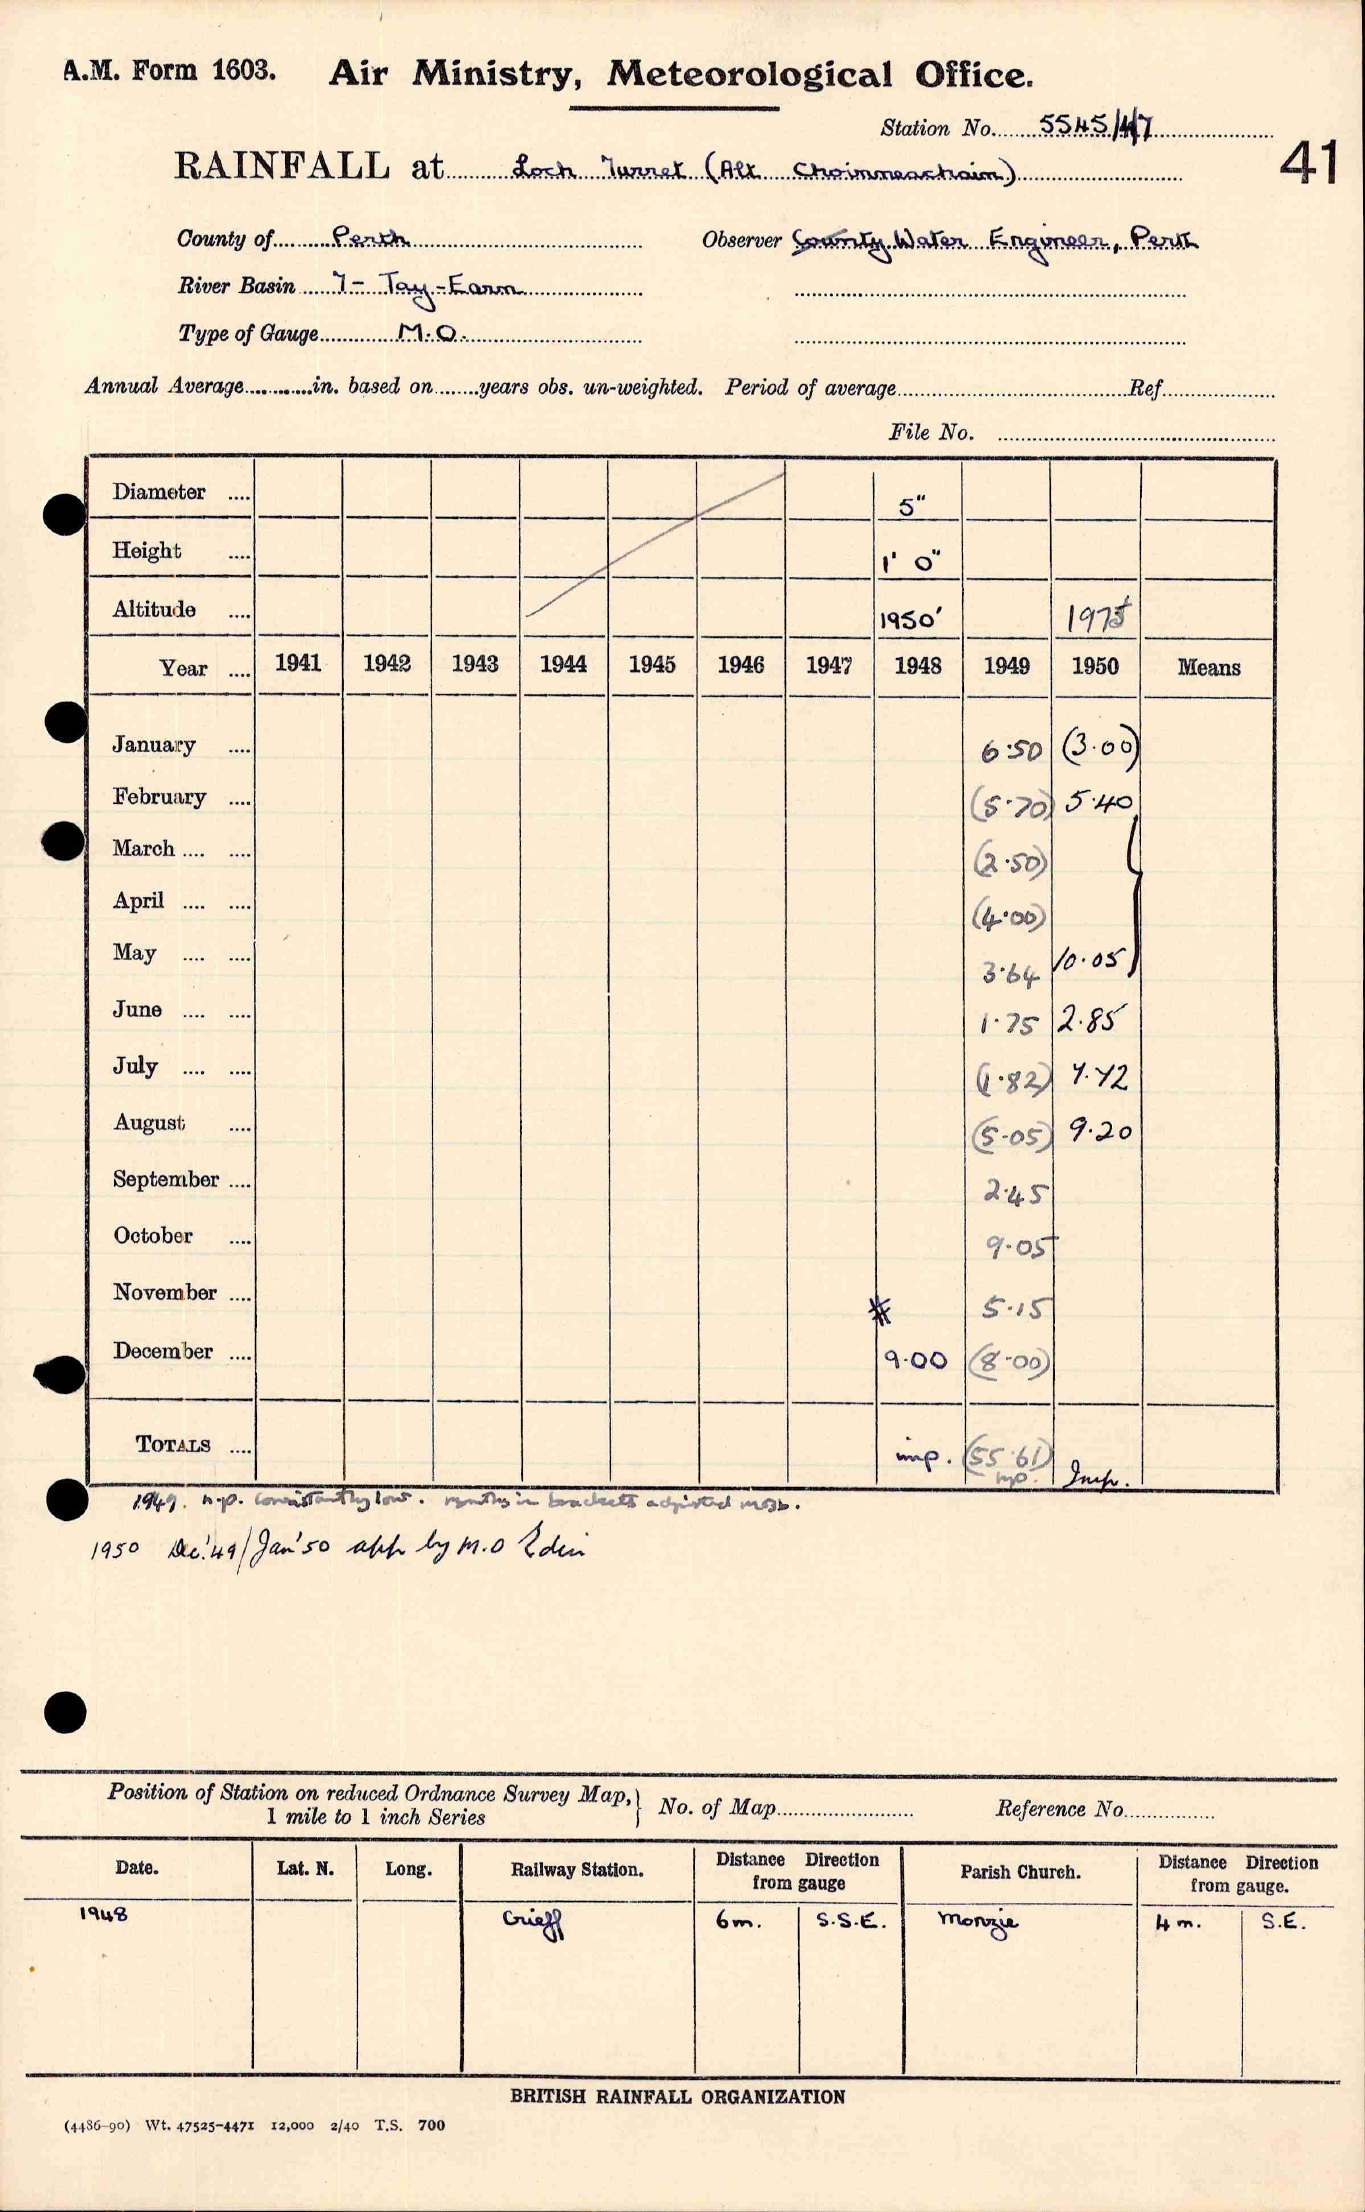 A.M. Form 1603. Air Ministry, Meteorological Office.
Station No. 5545/4/7
41
RAINFALL at Loch Turret (Alt Choinneachain)
County of Perth Observer County Water Engineer, Perth
River Basin 7 - Tay - Earn
Type of Gauge M.O.
Annual Average in. based on years obs. un-weighted. Period of average Ref
File No.
Diameter 5"
Height 1' 0"
Altitude 1950' 1975
Year 1941 1942 1943 1944 1945 1946 1947 1948 1949 1950 Means
January 6.50 (3.00)
February (5.70) 5.40
March (2.50)
April (4.00)
May 3.64 10.05 }
June 1.75 2.85
July (1.82) 7.72
August (5.05) 9.20
September 2.45
October 9.05
November 5.15
December 9.00 (8.00)
TOTALS imp. (55.61) Imp.
n.p.
1949. n.p. consistantly low. months in brackets adjusted
1950 Dec. '49/Jan '50 app by M.O Edin
Position of Station on reduced Ordnance Survey Map, } No. of Map Reference No.
1 mile to 1 inch Series
Date. Lat. N. Long. Railway Station. Distance Direction from gauge Parish Church. Distance Direction from gauge.
1948 Crieff 6m. S.S.E. Monzie 4 m. S.E.
BRITISH RAINFALL ORGANIZATION
(4486-90) Wt. 47525-4471 12,000 2/40 T.S. 700